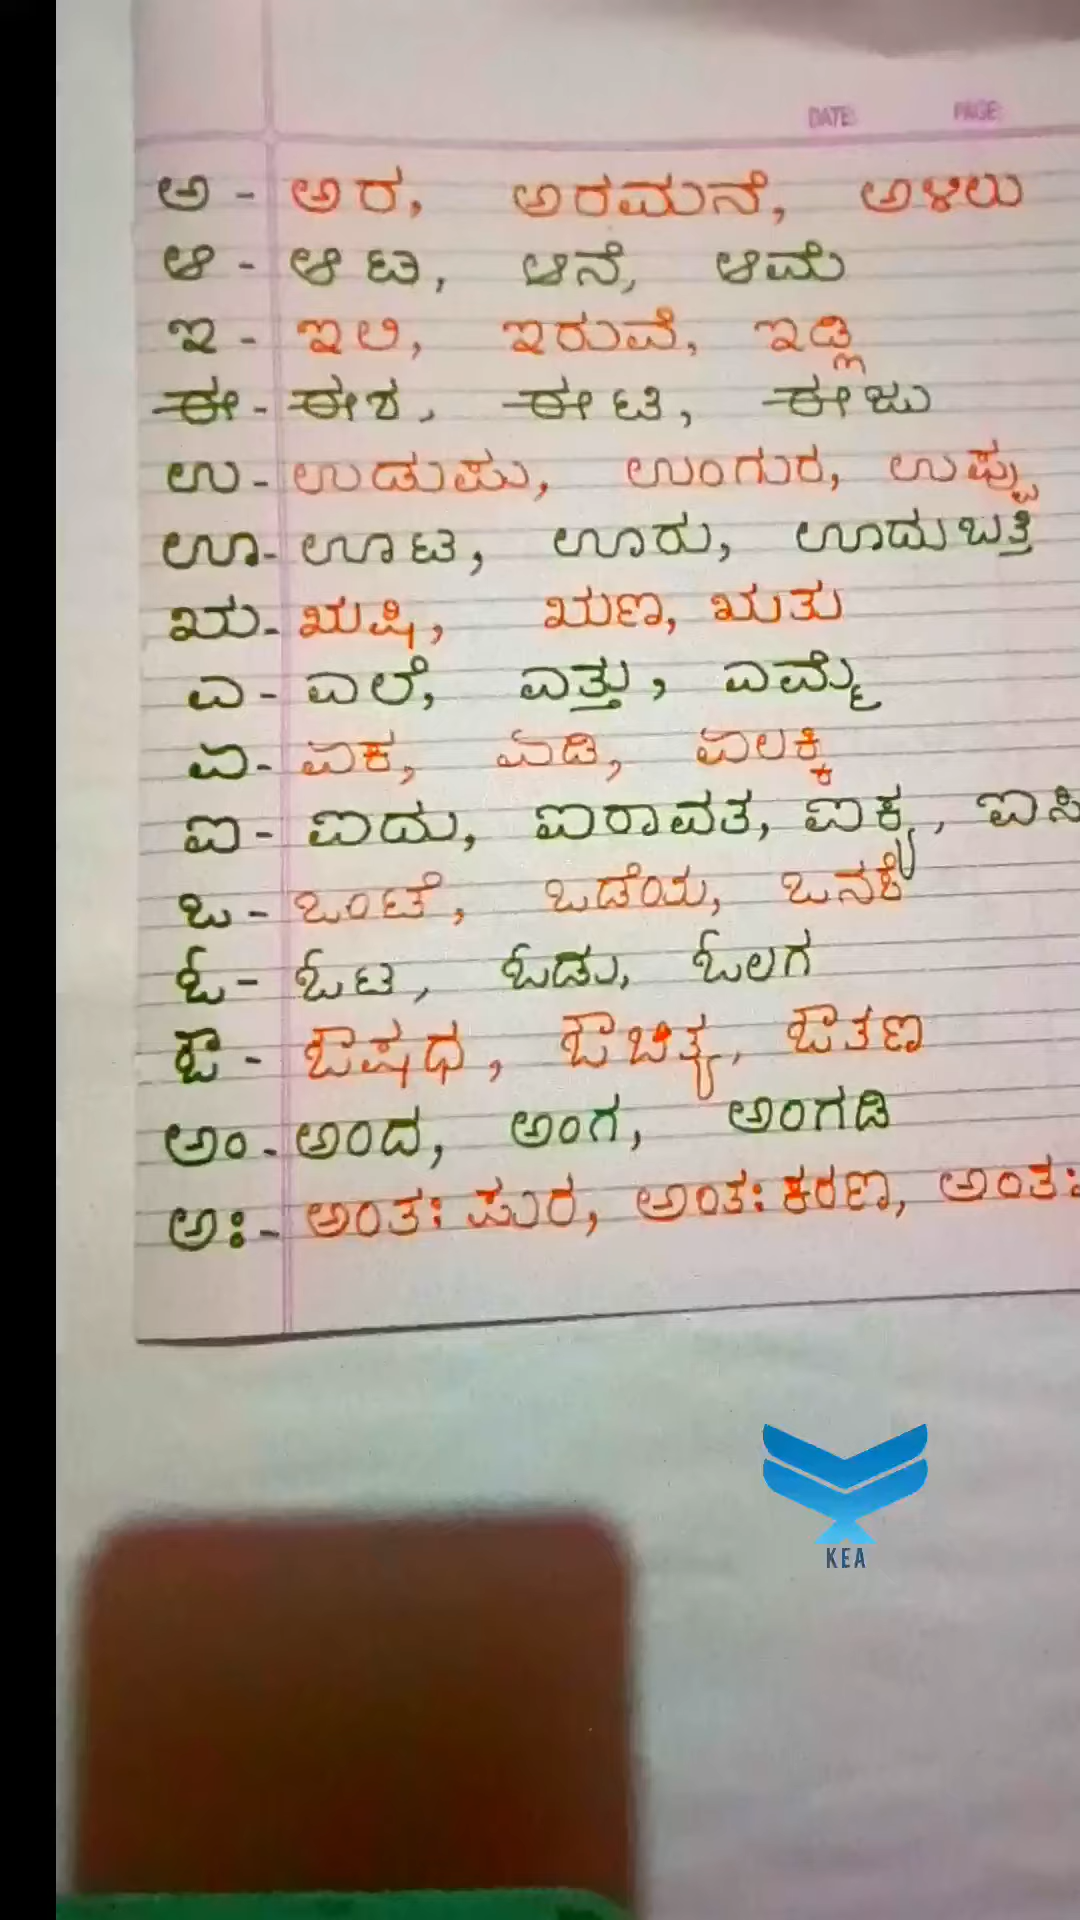 DATE: PAGE:
ಅ - ಅರ, ಅರಮನೆ, ಅಳಲು
ಆ - ಆಟ, ಆನೆ, ಆಮೆ
ಇ - ಇಲಿ, ಇರುವೆ, ಇಡ್ಲಿ
ಈ - ಈಶ, ಈಟಿ, ಈಜು
ಉ - ಉಡುಪು, ಉಂಗುರ, ಉಪ್ಪು
ಊ - ಊಟ, ಊರು, ಊದುಬತ್ತಿ
ಋ - ಋಷಿ, ಋಣ, ಋತು
ಎ - ಎಲೆ, ಎತ್ತು, ಎಮ್ಮೆ
ಏ - ಏಕ, ಏಡಿ, ಏಲಕ್ಕಿ
ಐ - ಐದು, ಐರಾವತ, ಐಕ್ಯ, ಐಸಿ
ಒ - ಒಂಟೆ, ಒಡೆಯ, ಒನಕೆ
ಓ - ಓಟ, ಓಡು, ಓಲಗ
ಔ - ಔಷಧ, ಔಚಿತ್ಯ, ಔತಣ
ಅಂ - ಅಂದ, ಅಂಗ, ಅಂಗಡಿ
ಅಃ - ಅಂತಃಪುರ, ಅಂತಃಕರಣ, ಅಂತಃ
KEA